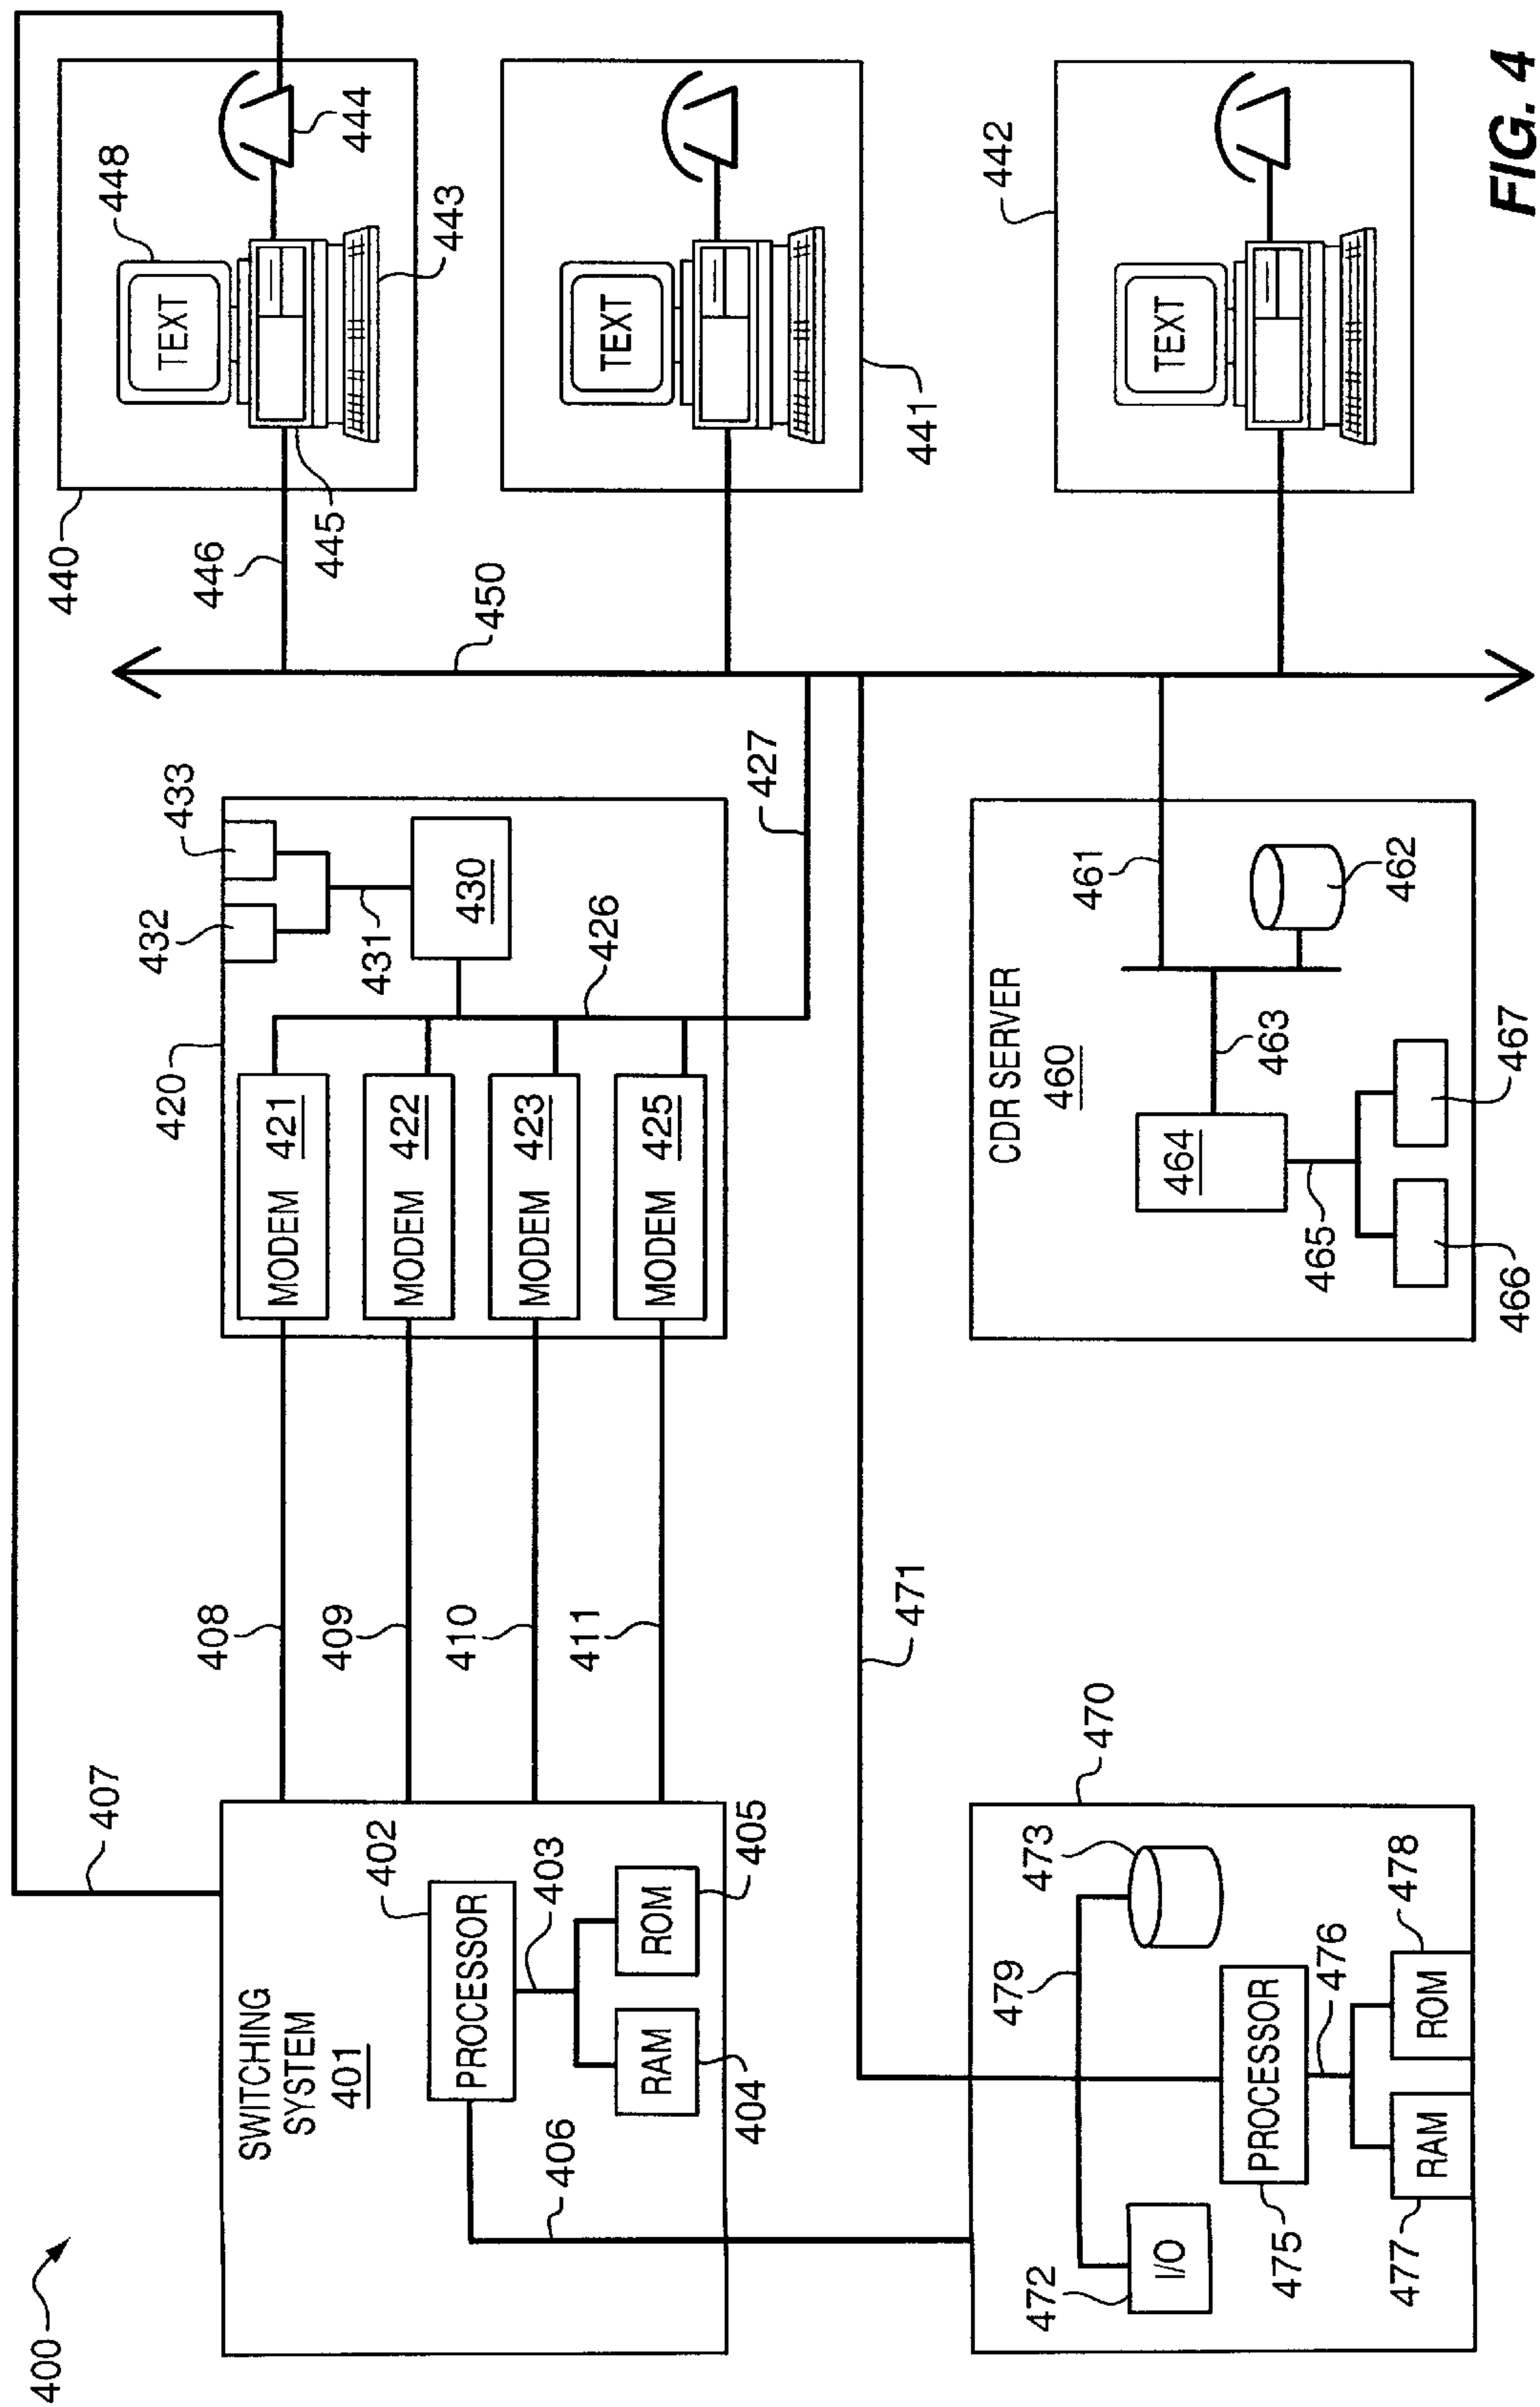 400
407
SWITCHING
SYSTEM
401
PROCESSOR
402
403
RAM
ROM
404
405
406
408
409
410
411
420
MODEM 421
MODEM 422
MODEM 423
MODEM 425
426
427
430
431
432
433
440
TEXT
448
444
443
445
446
450
TEXT
441
TEXT
442
471
470
I/O
472
473
479
PROCESSOR
475
476
RAM
ROM
477
478
CDR SERVER
460
461
462
463
464
465
466
467
FIG. 4